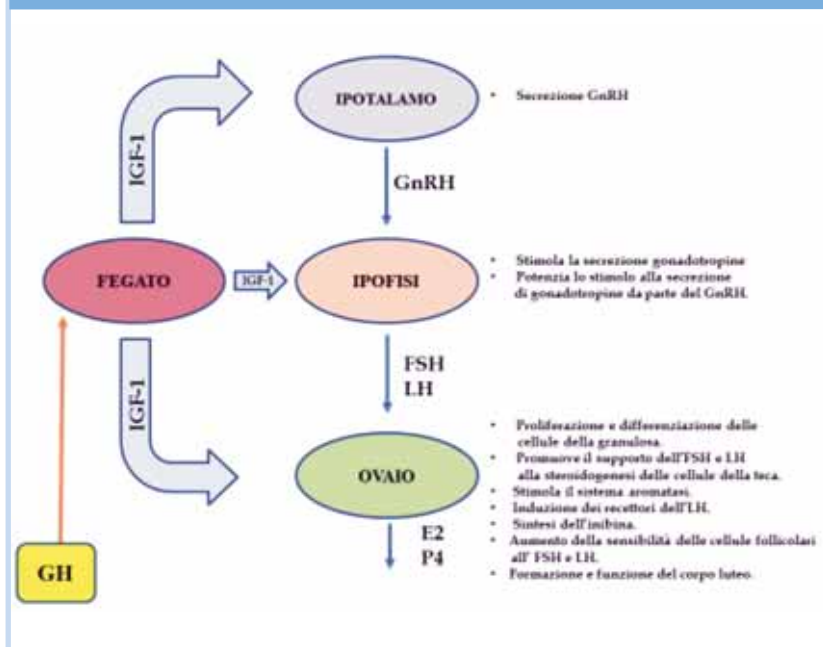 IPOTALAMO
• Secrezione GnRH
IGF-1
GnRH
FEGATO
IGF-1
IPOFISI
• Stimola la secrezione gonadotropine
• Potenzia lo stimolo alla secrezione
di gonadotropine da parte del GnRH.
IGF-1
FSH
LH
OVAIO
• Proliferazione e differenziazione delle
cellule della granulosa.
• Promuove il supporto dell'FSH e LH
alla steroidogenesi delle cellule della teca.
• Stimola il sistema aromatasi.
• Induzione dei recettori dell'LH.
• Sintesi dell'inibina.
• Aumento della sensibilità delle cellule follicolari
all' FSH e LH.
• Formazione e funzione del corpo luteo.
E2
P4
GH